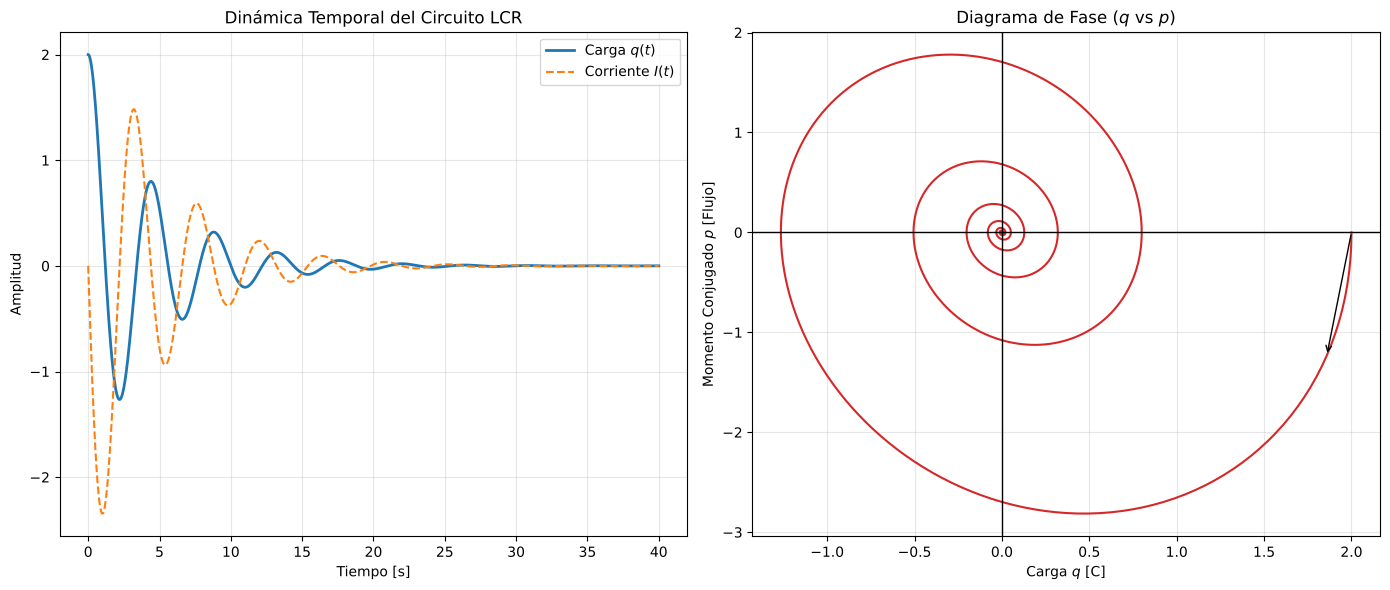 Dinámica Temporal del Circuito LCR
Carga q(t)
Corriente I(t)
2
1
0
−1
−2
Amplitud
0 5 10 15 20 25 30 35 40
Tiempo [s]
Diagrama de Fase (q vs p)
2
1
0
−1
−2
−3
Momento Conjugado p [Flujo]
−1.0 −0.5 0.0 0.5 1.0 1.5 2.0
Carga q [C]